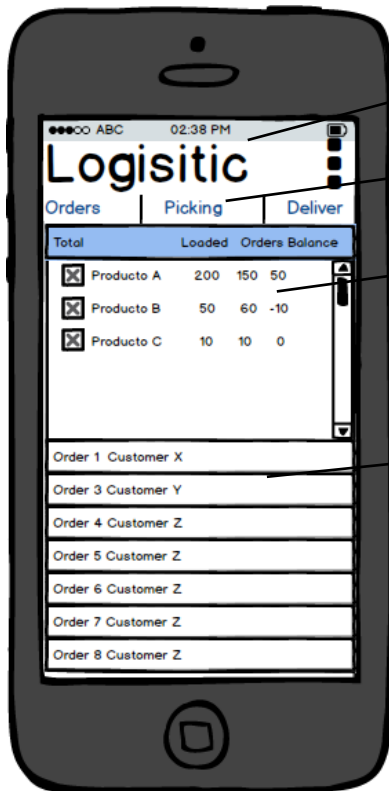 ABC 02:38 PM
Logisitic
Orders Picking Deliver
Total Loaded Orders Balance
Producto A 200 150 50
Producto B 50 60 -10
Producto C 10 10 0
Order 1 Customer X
Order 3 Customer Y
Order 4 Customer Z
Order 5 Customer Z
Order 6 Customer Z
Order 7 Customer Z
Order 8 Customer Z